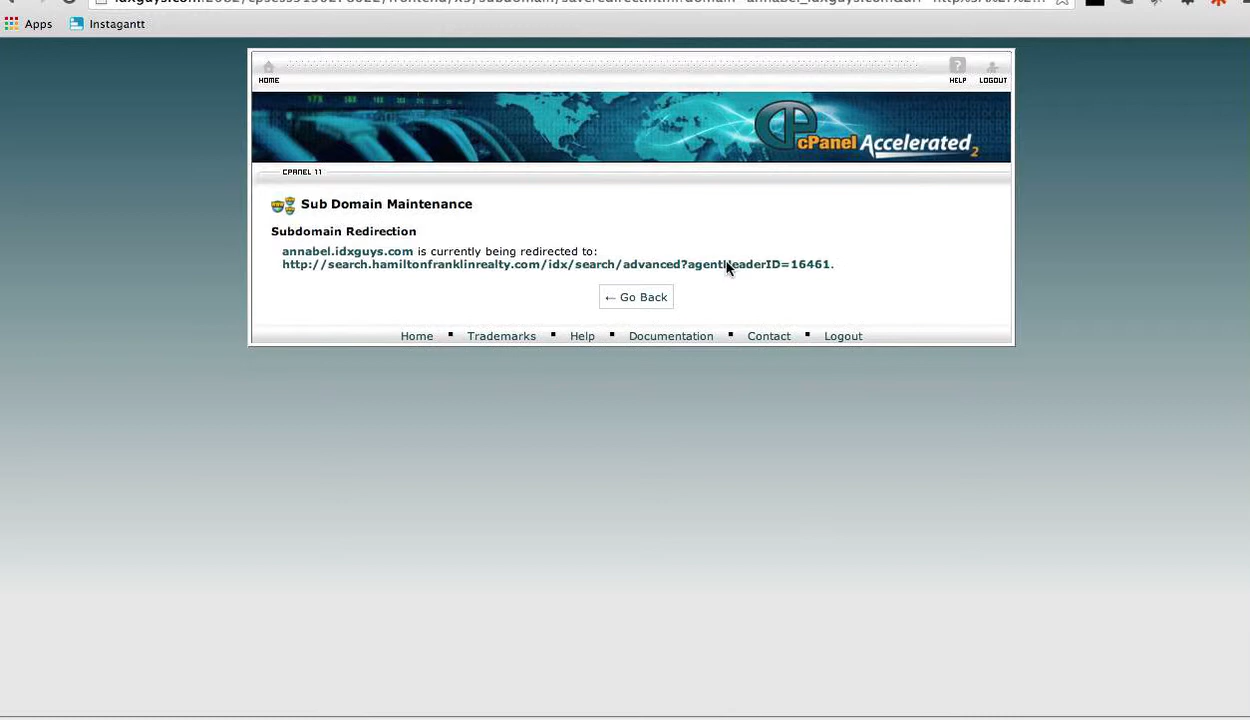 Apps Instagantt
HOME HELP LOGOUT
cPanel Accelerated2
CPANEL 11
Sub Domain Maintenance
Subdomain Redirection
annabel.idxguys.com is currently being redirected to:
http://search.hamiltonfranklinrealty.com/idx/search/advanced?agentHeaderID=16461.
← Go Back
Home ▪ Trademarks ▪ Help ▪ Documentation ▪ Contact ▪ Logout